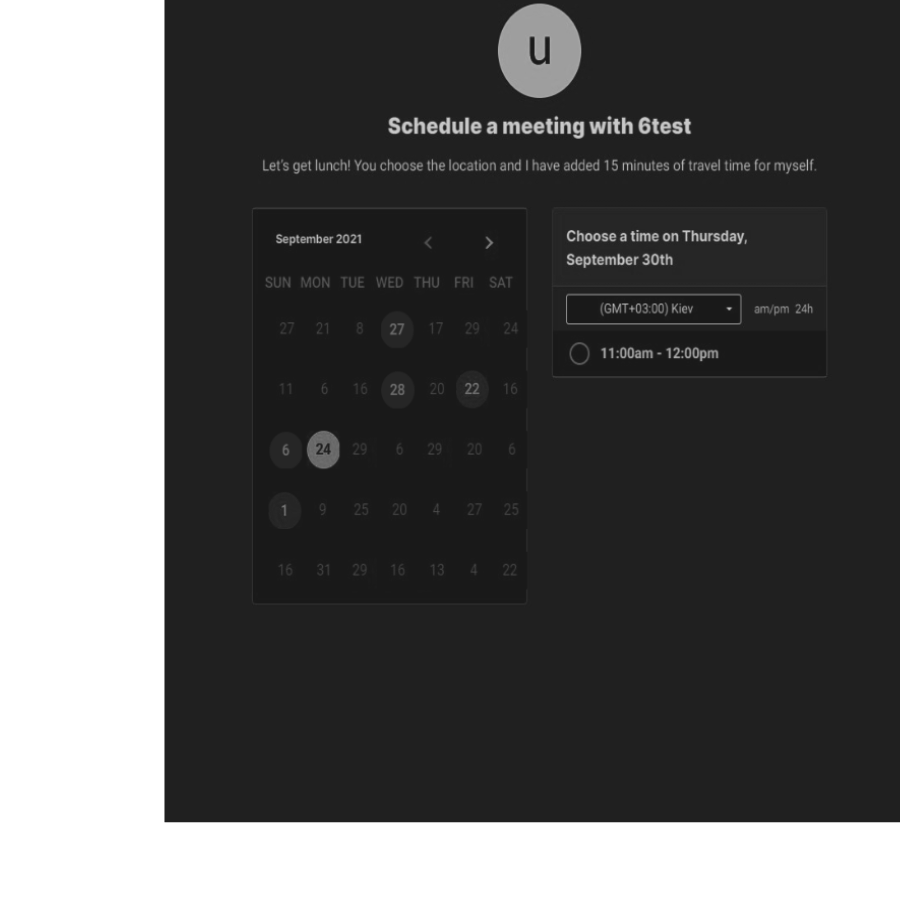 u
Schedule a meeting with 6test
Let's get lunch! You choose the location and I have added 15 minutes of travel time for myself.
September 2021
SUN MON TUE WED THU FRI SAT
27 21 8 27 17 29 24
11 6 16 28 20 22 16
6 24 29 6 29 20 6
1 9 25 20 4 27 25
16 31 29 16 13 4 22
Choose a time on Thursday,
September 30th
(GMT+03:00) Kiev am/pm 24h
11:00am - 12:00pm